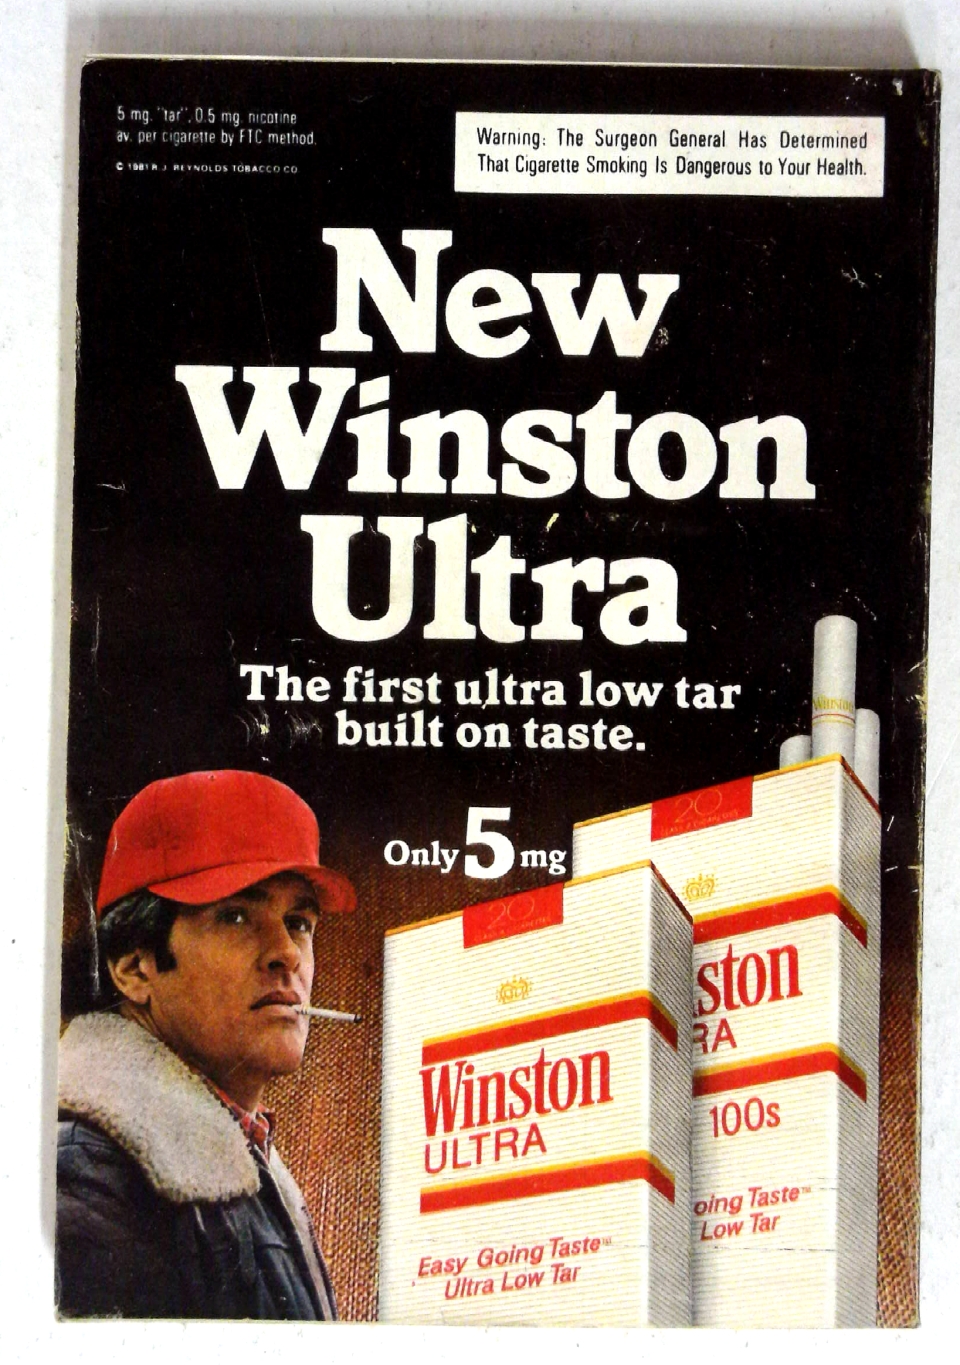 5 mg. "tar", 0.5 mg. nicotine
av. per cigarette by FTC method.
© 1981 R.J. REYNOLDS TOBACCO CO.
Warning: The Surgeon General Has Determined
That Cigarette Smoking Is Dangerous to Your Health.
New
Winston
Ultra
The first ultra low tar
built on taste.
Only 5 mg
Winston
20
20
Winston
ULTRA
Easy Going Taste™
Ultra Low Tar
ston
RA
100s
oing Taste™
Low Tar